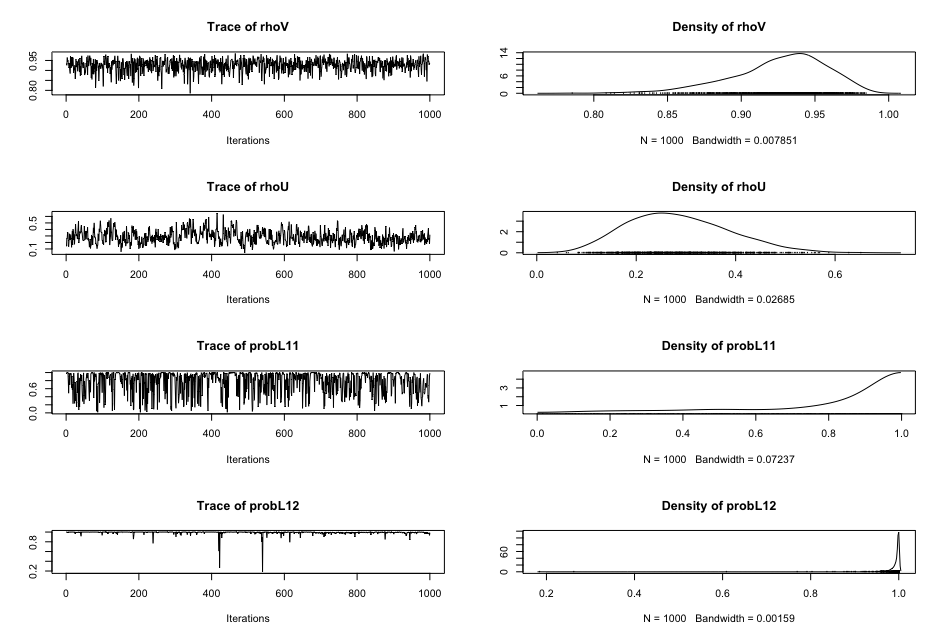 Trace of rhoV
Density of rhoV
0.95
0.80
14
6
0
0 200 400 600 800 1000
0.80 0.85 0.90 0.95 1.00
Iterations
N = 1000 Bandwidth = 0.007851
Trace of rhoU
Density of rhoU
0.5
0.1
2
0
0 200 400 600 800 1000
0.0 0.2 0.4 0.6
Iterations
N = 1000 Bandwidth = 0.02685
Trace of probL11
Density of probL11
0.6
0.0
3
1
0 200 400 600 800 1000
0.0 0.2 0.4 0.6 0.8 1.0
Iterations
N = 1000 Bandwidth = 0.07237
Trace of probL12
Density of probL12
0.8
0.2
60
0
0 200 400 600 800 1000
0.2 0.4 0.6 0.8 1.0
Iterations
N = 1000 Bandwidth = 0.00159